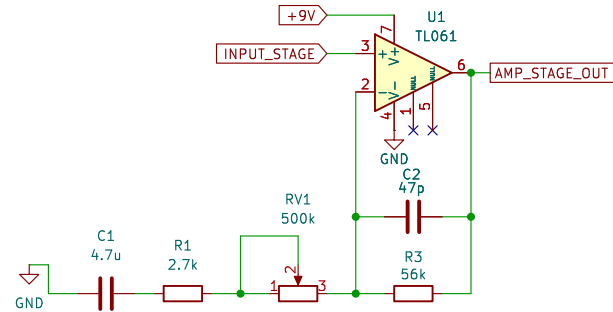 U1
TL061
+9V
INPUT_STAGE
7
V+
3
+
2
-
V-
NULL
NULL
6
AMP_STAGE_OUT
4
1
5
GND
C2
47p
C1
4.7u
R1
2.7k
RV1
500k
R3
56k
2
1
3
GND